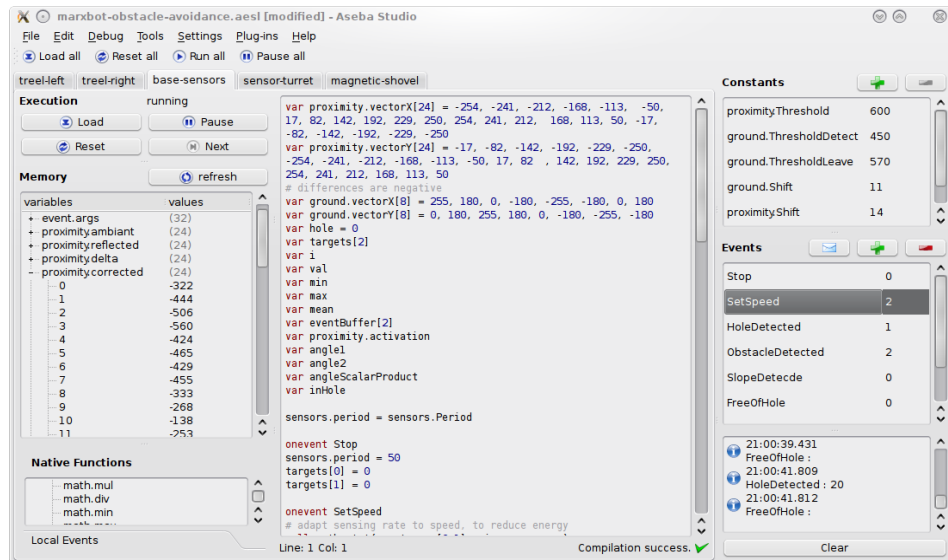 marxbot-obstacle-avoidance.aesl [modified] - Aseba Studio
File Edit Debug Tools Settings Plug-ins Help
Load all Reset all Run all Pause all
treel-left treel-right base-sensors sensor-turret magnetic-shovel
Execution running
Load Pause
Reset Next
Memory refresh
variables values
event.args (32)
proximity.ambiant (24)
proximity.reflected (24)
proximity.delta (24)
proximity.corrected (24)
0 -322
1 -444
2 -506
3 -560
4 -424
5 -465
6 -429
7 -455
8 -333
9 -268
10 -138
11 -253
Native Functions
math.mul
math.div
math.min
Local Events
var proximity.vectorX[24] = -254, -241, -212, -168, -113, -50,
17, 82, 142, 192, 229, 250, 254, 241, 212, 168, 113, 50, -17,
-82, -142, -192, -229, -250
var proximity.vectorY[24] = -17, -82, -142, -192, -229, -250,
-254, -241, -212, -168, -113, -50, 17, 82 , 142, 192, 229, 250,
254, 241, 212, 168, 113, 50
# differences are negative
var ground.vectorX[8] = 255, 180, 0, -180, -255, -180, 0, 180
var ground.vectorY[8] = 0, 180, 255, 180, 0, -180, -255, -180
var hole = 0
var targets[2]
var i
var val
var min
var max
var mean
var eventBuffer[2]
var proximity.activation
var angle1
var angle2
var angleScalarProduct
var inHole
sensors.period = sensors.Period
onevent Stop
sensors.period = 50
targets[0] = 0
targets[1] = 0
onevent SetSpeed
# adapt sensing rate to speed, to reduce energy
Line: 1 Col: 1 Compilation success.
Constants
proximity.Threshold 600
ground.ThresholdDetect 450
ground.ThresholdLeave 570
ground.Shift 11
proximity.Shift 14
Events
Stop 0
SetSpeed 2
HoleDetected 1
ObstacleDetected 2
SlopeDetecde 0
FreeOfHole 0
21:00:39.431
FreeOfHole :
21:00:41.809
HoleDetected : 20
21:00:41.812
FreeOfHole :
Clear